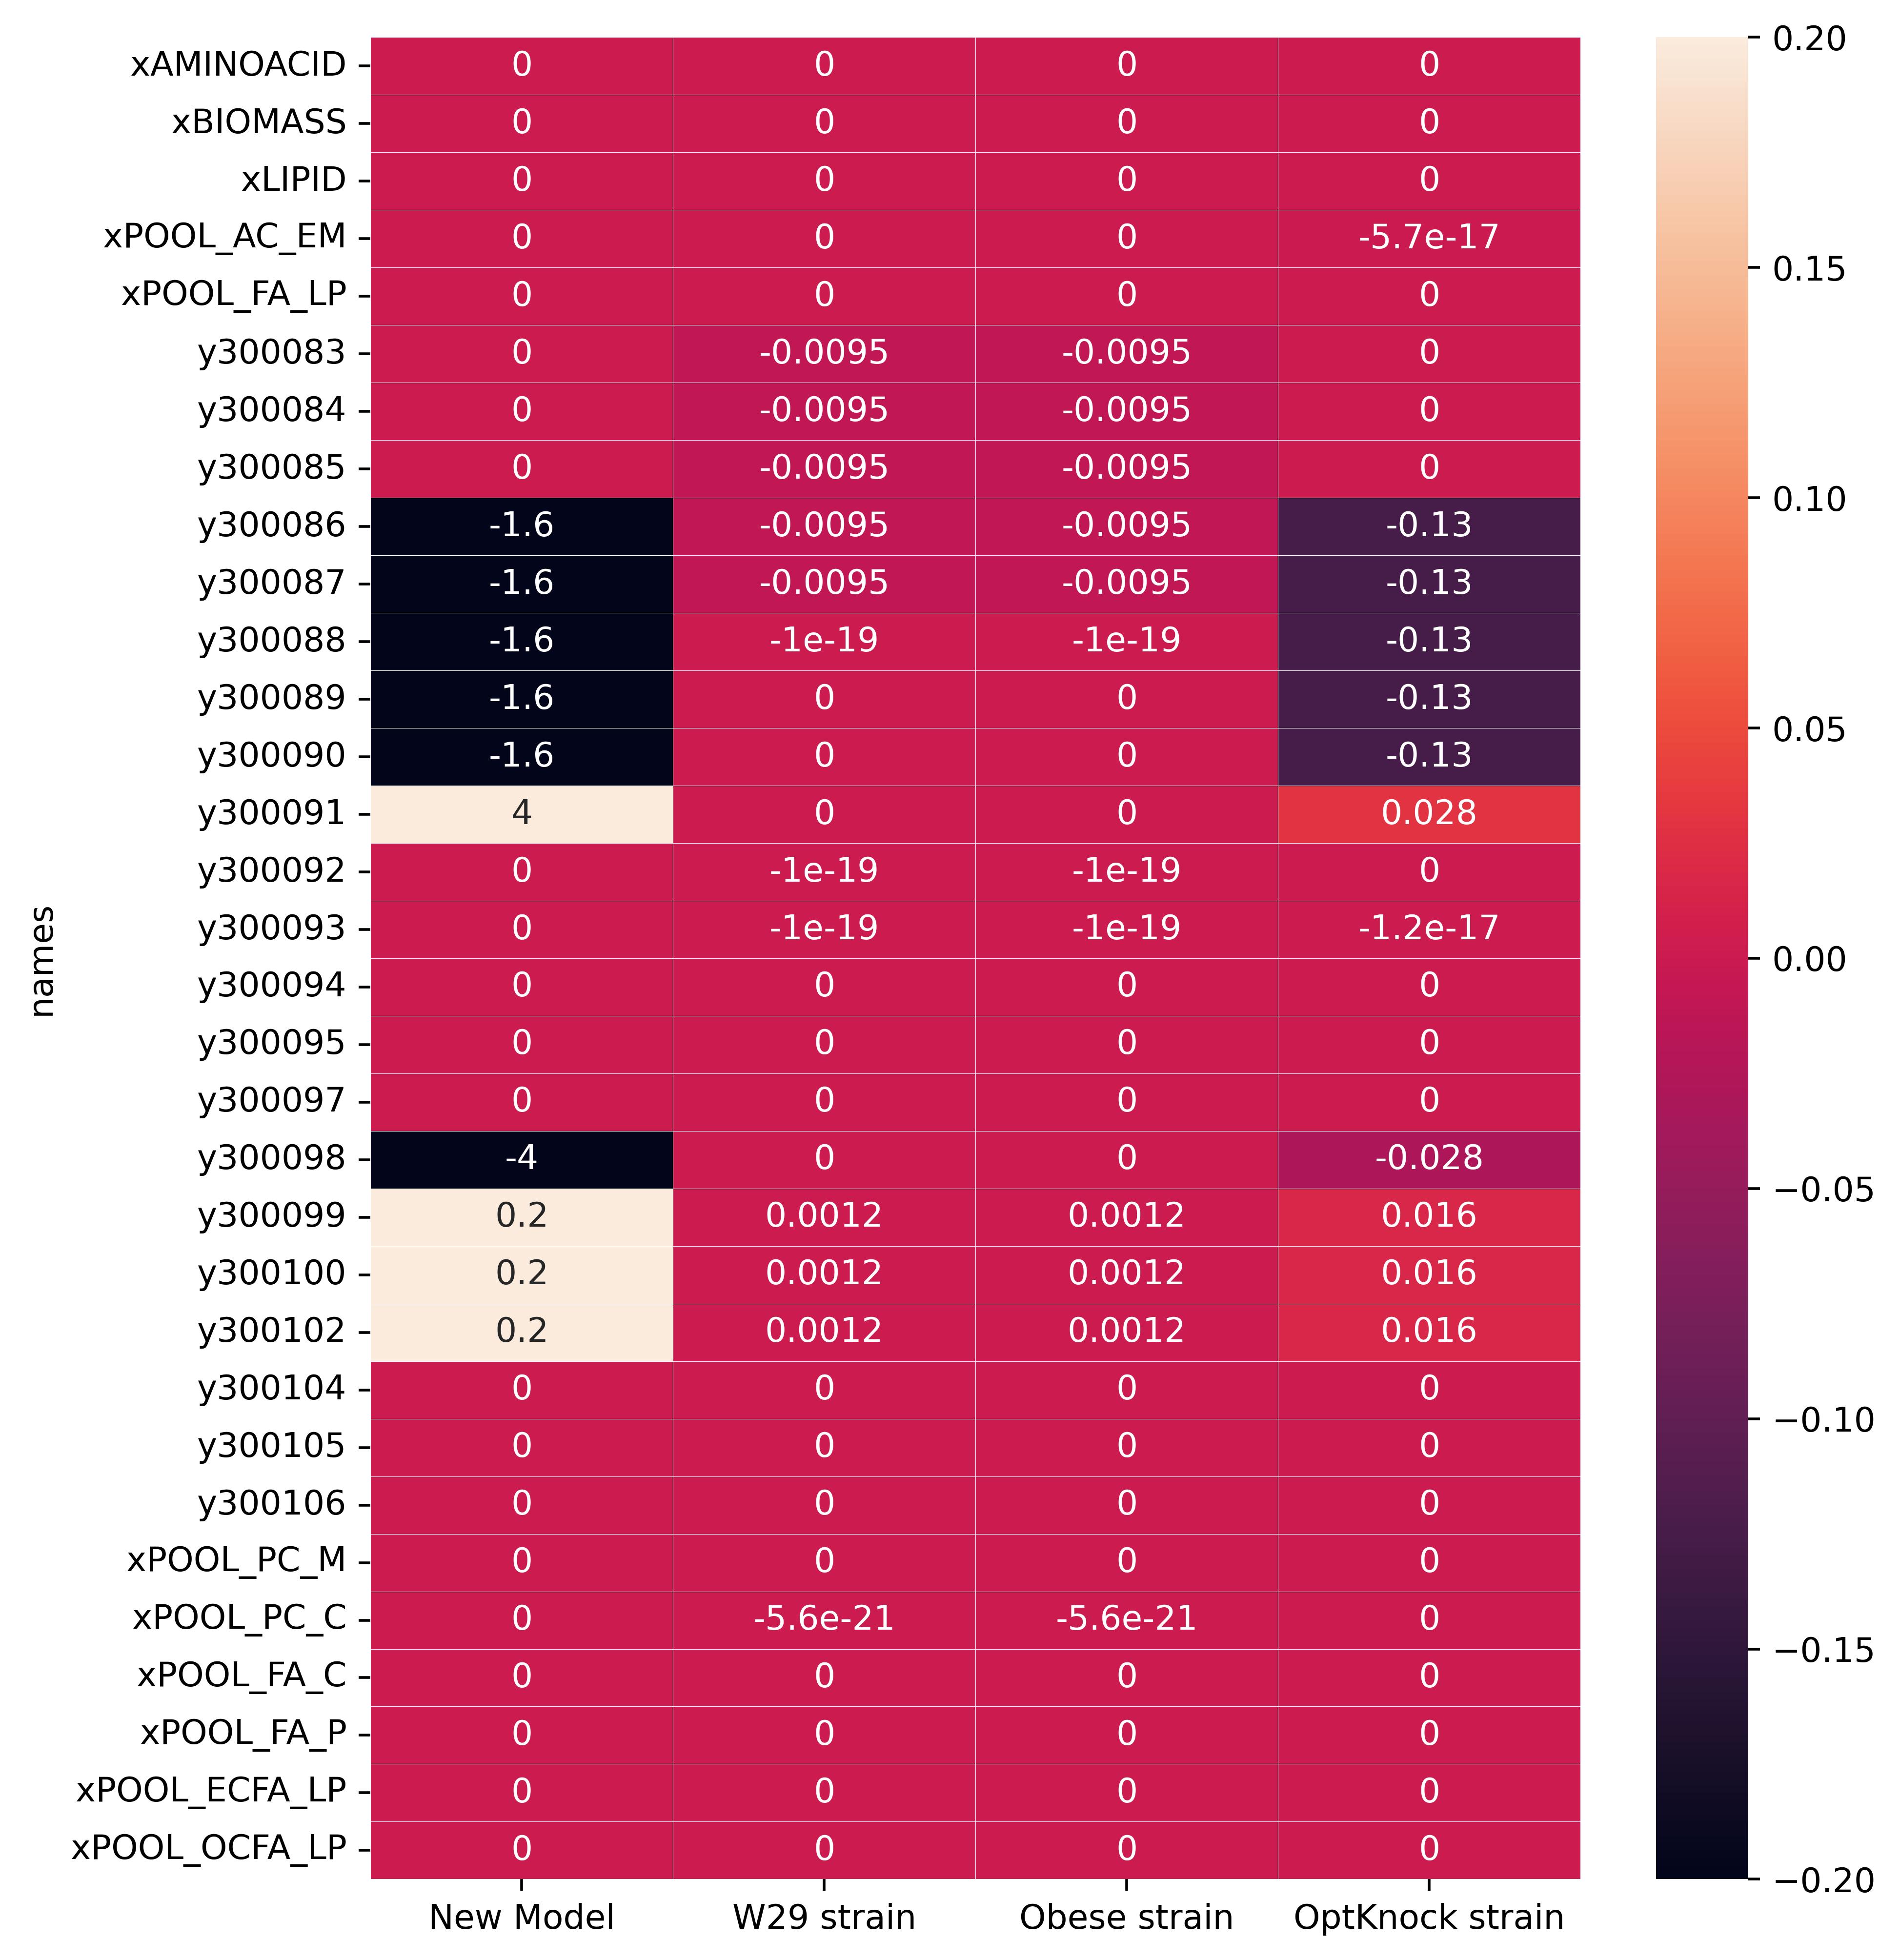 xAMINOACID 0 0 0 0
xBIOMASS 0 0 0 0
xLIPID 0 0 0 0
xPOOL_AC_EM 0 0 0 -5.7e-17
xPOOL_FA_LP 0 0 0 0
y300083 0 -0.0095 -0.0095 0
y300084 0 -0.0095 -0.0095 0
y300085 0 -0.0095 -0.0095 0
y300086 -1.6 -0.0095 -0.0095 -0.13
y300087 -1.6 -0.0095 -0.0095 -0.13
y300088 -1.6 -1e-19 -1e-19 -0.13
y300089 -1.6 0 0 -0.13
y300090 -1.6 0 0 -0.13
y300091 4 0 0 0.028
y300092 0 -1e-19 -1e-19 0
y300093 0 -1e-19 -1e-19 -1.2e-17
y300094 0 0 0 0
y300095 0 0 0 0
y300097 0 0 0 0
y300098 -4 0 0 -0.028
y300099 0.2 0.0012 0.0012 0.016
y300100 0.2 0.0012 0.0012 0.016
y300102 0.2 0.0012 0.0012 0.016
y300104 0 0 0 0
y300105 0 0 0 0
y300106 0 0 0 0
xPOOL_PC_M 0 0 0 0
xPOOL_PC_C 0 -5.6e-21 -5.6e-21 0
xPOOL_FA_C 0 0 0 0
xPOOL_FA_P 0 0 0 0
xPOOL_ECFA_LP 0 0 0 0
xPOOL_OCFA_LP 0 0 0 0
New Model W29 strain Obese strain OptKnock strain
names
0.20
0.15
0.10
0.05
0.00
−0.05
−0.10
−0.15
−0.20